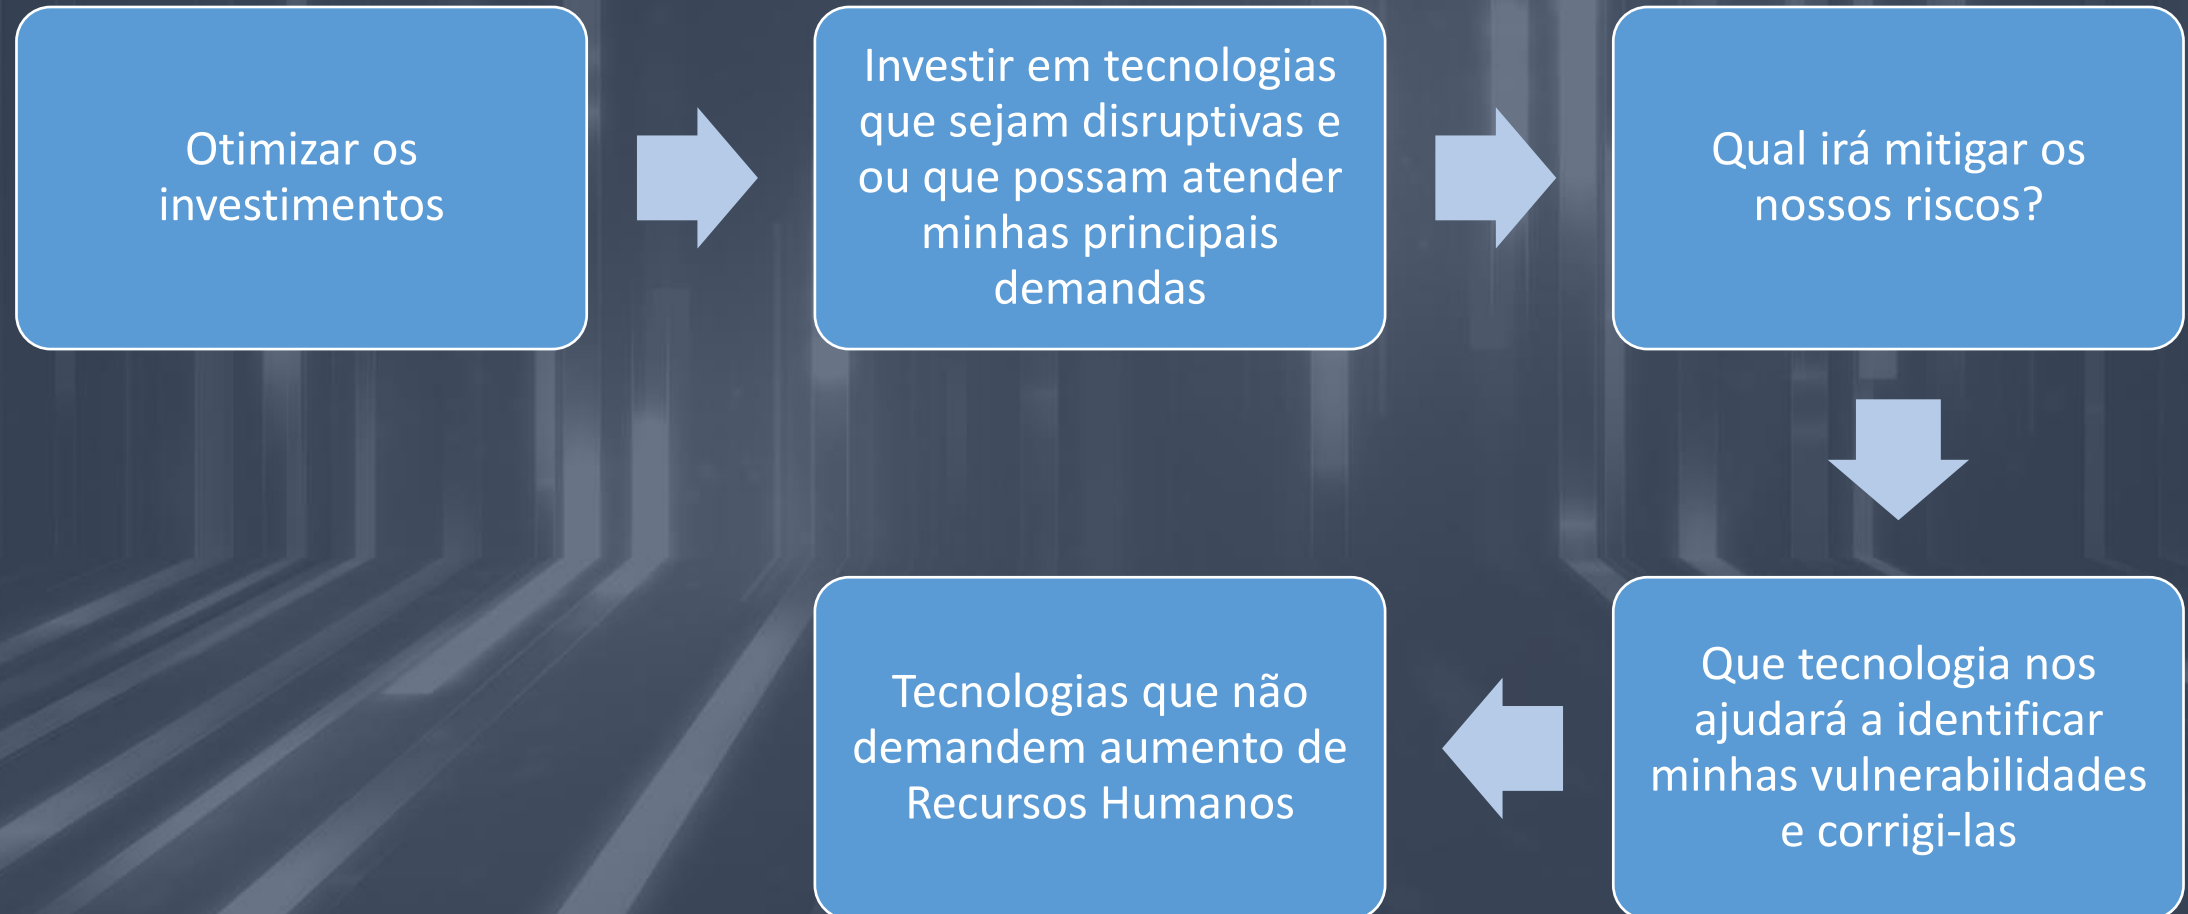 Otimizar os
investimentos
Investir em tecnologias
que sejam disruptivas e
ou que possam atender
minhas principais
demandas
Qual irá mitigar os
nossos riscos?
Que tecnologia nos
ajudará a identificar
minhas vulnerabilidades
e corrigi-las
Tecnologias que não
demandem aumento de
Recursos Humanos